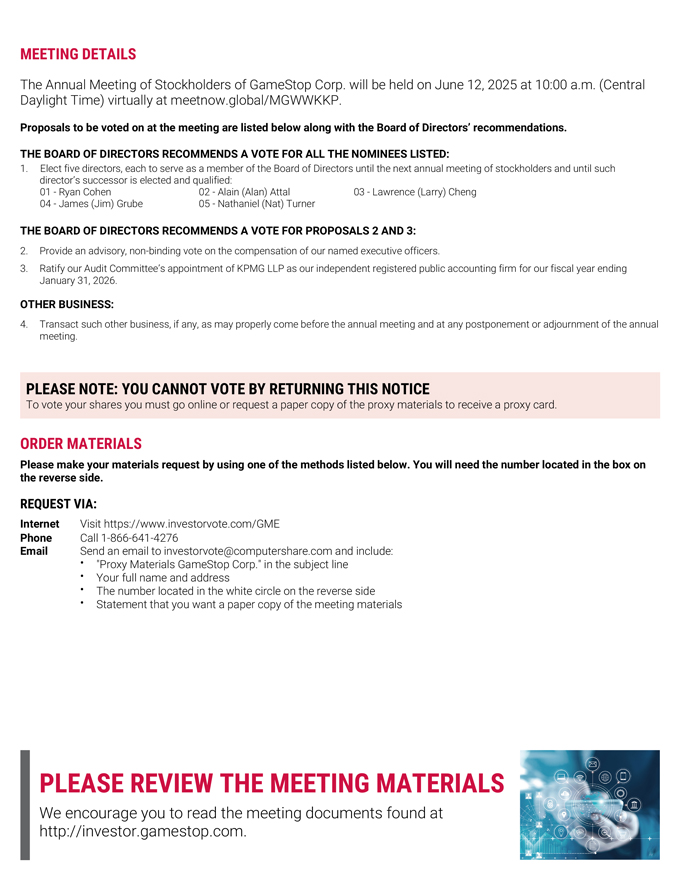 MEETING DETAILS
The Annual Meeting of Stockholders of GameStop Corp. will be held on June 12, 2025 at 10:00 a.m. (Central
Daylight Time) virtually at meetnow.global/MGWWKKP.
Proposals to be voted on at the meeting are listed below along with the Board of Directors’ recommendations.
THE BOARD OF DIRECTORS RECOMMENDS A VOTE FOR ALL THE NOMINEES LISTED:
1. Elect five directors, each to serve as a member of the Board of Directors until the next annual meeting of stockholders and until such
director’s successor is elected and qualified:
01 - Ryan Cohen 02 - Alain (Alan) Attal 03 - Lawrence (Larry) Cheng
04 - James (Jim) Grube 05 - Nathaniel (Nat) Turner
THE BOARD OF DIRECTORS RECOMMENDS A VOTE FOR PROPOSALS 2 AND 3:
2. Provide an advisory, non-binding vote on the compensation of our named executive officers.
3. Ratify our Audit Committee’s appointment of KPMG LLP as our independent registered public accounting firm for our fiscal year ending
January 31, 2026.
OTHER BUSINESS:
4. Transact such other business, if any, as may properly come before the annual meeting and at any postponement or adjournment of the annual
meeting.
PLEASE NOTE: YOU CANNOT VOTE BY RETURNING THIS NOTICE
To vote your shares you must go online or request a paper copy of the proxy materials to receive a proxy card.
ORDER MATERIALS
Please make your materials request by using one of the methods listed below. You will need the number located in the box on
the reverse side.
REQUEST VIA:
Internet Visit https://www.investorvote.com/GME
Phone Call 1-866-641-4276
Email Send an email to investorvote@computershare.com and include:
• "Proxy Materials GameStop Corp." in the subject line
• Your full name and address
• The number located in the white circle on the reverse side
• Statement that you want a paper copy of the meeting materials
PLEASE REVIEW THE MEETING MATERIALS
We encourage you to read the meeting documents found at
http://investor.gamestop.com.